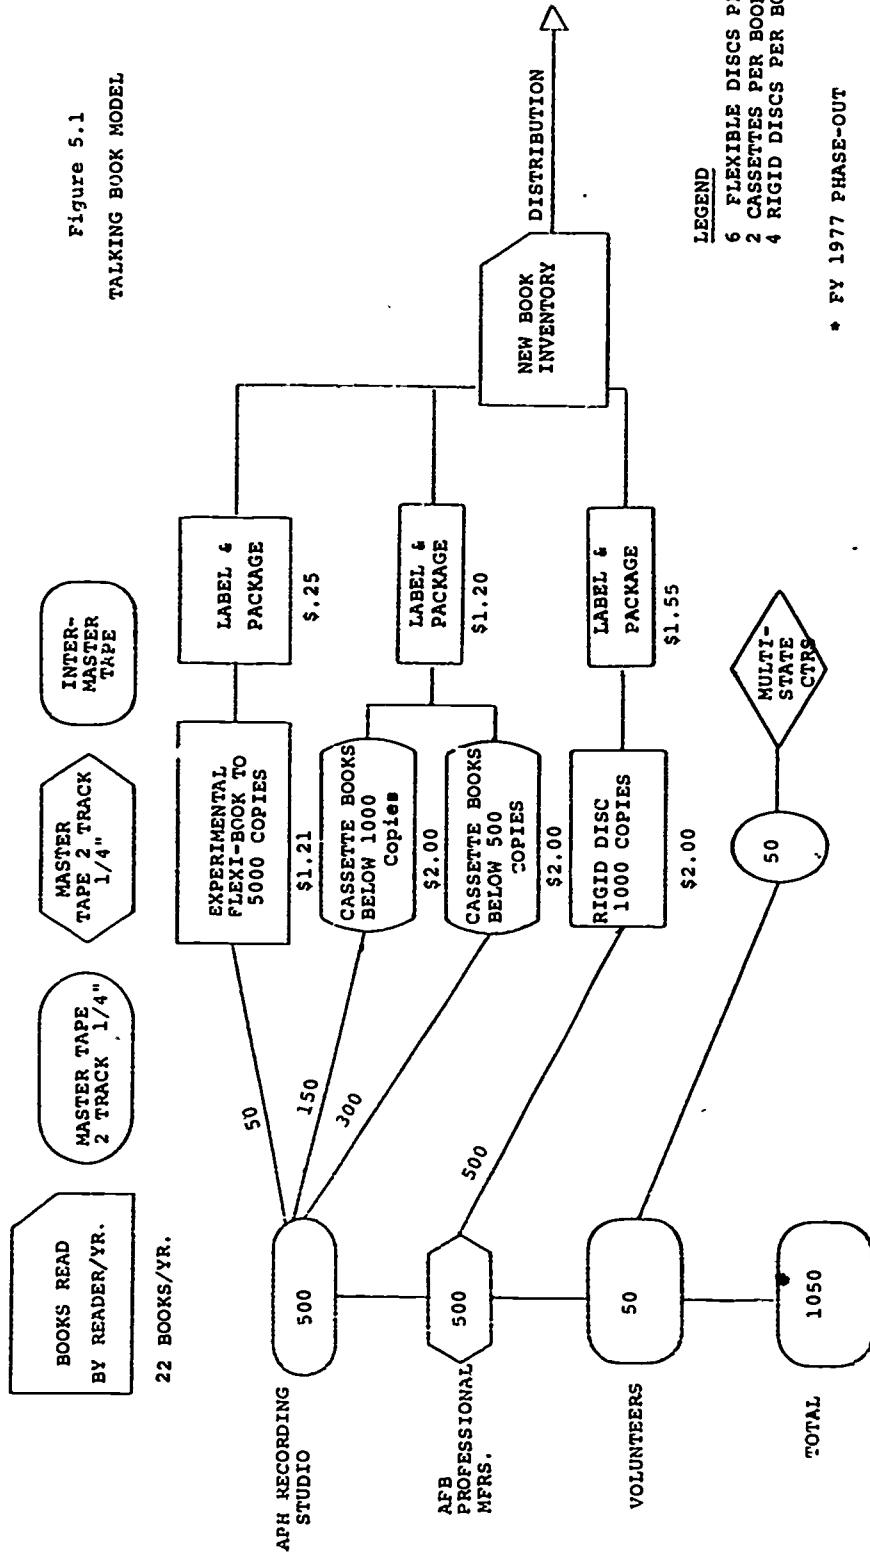 Figure 5.1
TALKING BOOK MODEL
BOOKS READ
BY READER/YR.
22 BOOKS/YR.
MASTER TAPE
2 TRACK 1/4"
MASTER
TAPE 2 TRACK
1/4"
INTER-
MASTER
TAPE
APH RECORDING
STUDIO
500
50
150
300
EXPERIMENTAL
FLEXI-BOOK TO
5000 COPIES
$1.21
LABEL &
PACKAGE
$.25
CASSETTE BOOKS
BELOW 1000
Copies
$2.00
CASSETTE BOOKS
BELOW 500
COPIES
$2.00
LABEL &
PACKAGE
$1.20
NEW BOOK
INVENTORY
DISTRIBUTION
AFB
PROFESSIONAL
MFRS.
500
500
RIGID DISC
1000 COPIES
$2.00
LABEL &
PACKAGE
$1.55
VOLUNTEERS
50
50
MULTI-
STATE
CTRS
TOTAL
1050
LEGEND
6 FLEXIBLE DISCS
2 CASSETTES PER BOOK
4 RIGID DISCS PER
* FY 1977 PHASE-OUT